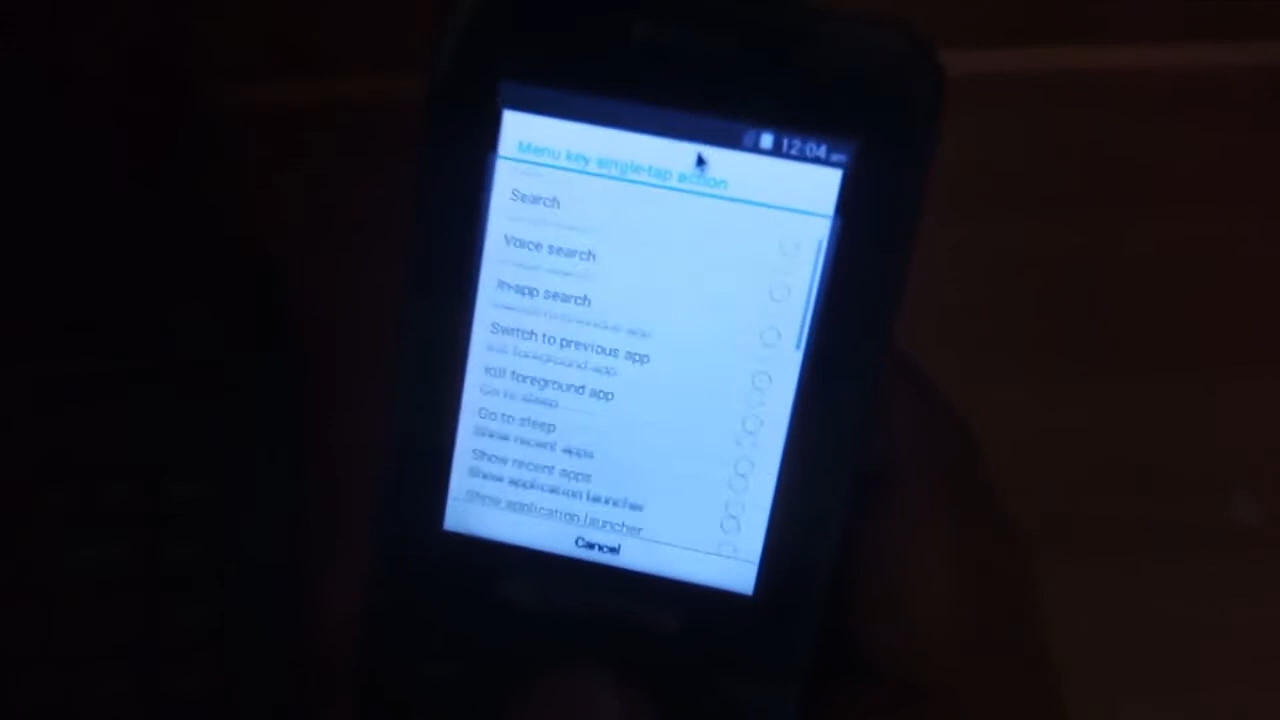 12:04 am
Menu key single-tap action
Search
Voice search
In-app search
Switch to previous app
Kill foreground app
Go to sleep
Show recent apps
Show application launcher
Cancel